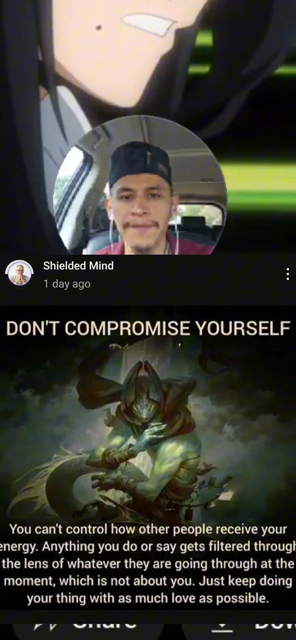 Shielded Mind
1 day ago
DON'T COMPROMISE YOURSELF
You can't control how other people receive your
energy. Anything you do or say gets filtered through
the lens of whatever they are going through at the
moment, which is not about you. Just keep doing
your thing with as much love as possible.
Share